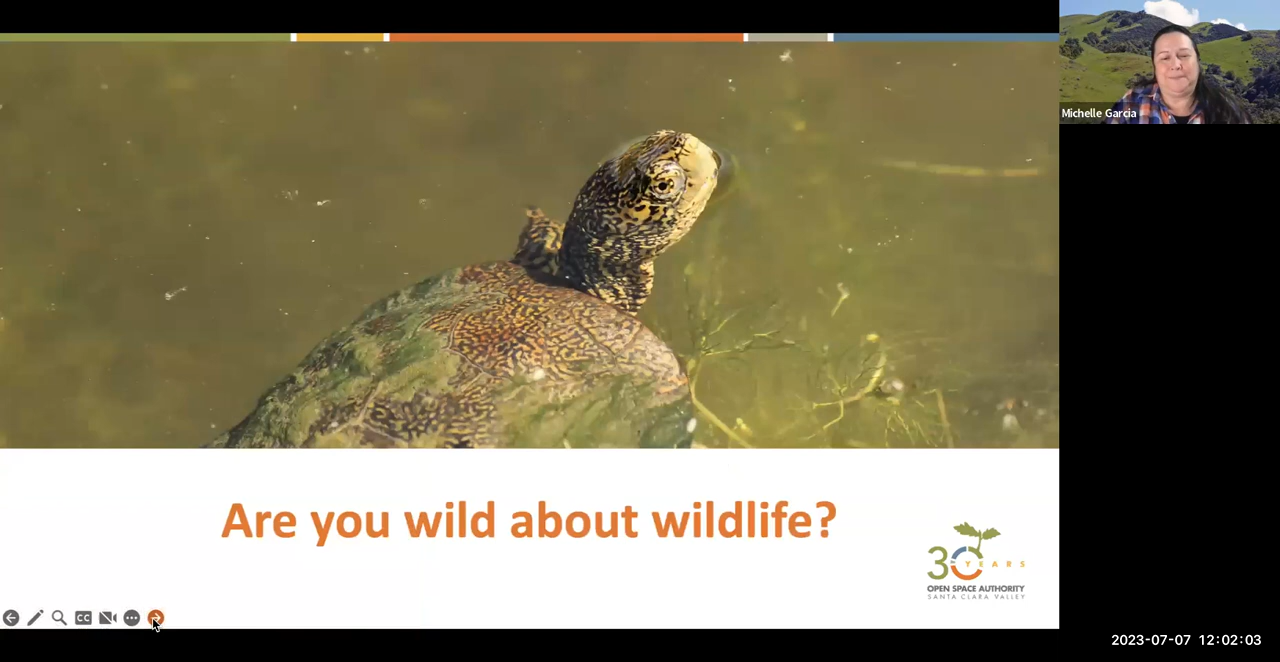 Michelle Garcia
Are you wild about wildlife?
30
YEARS
OPEN SPACE AUTHORITY
SANTA CLARA VALLEY
CC
2023-07-07 12:02:03